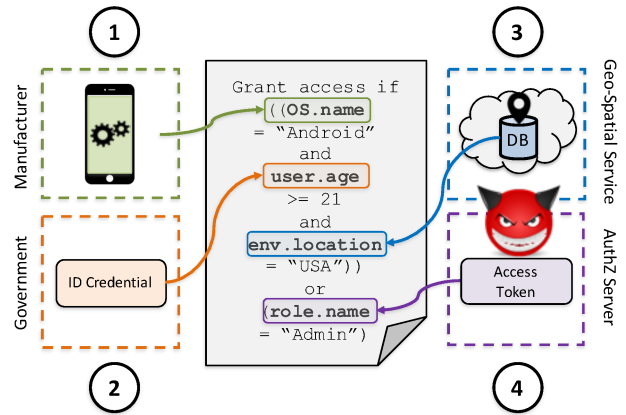 1
3
Manufacturer
Grant access if
((OS.name
= “Android”
and
user.age
>= 21
and
env.location
= “USA”))
or
(role.name
= “Admin”)
DB
Geo-Spatial Service
Government
ID Credential
Access
Token
AuthZ Server
2
4